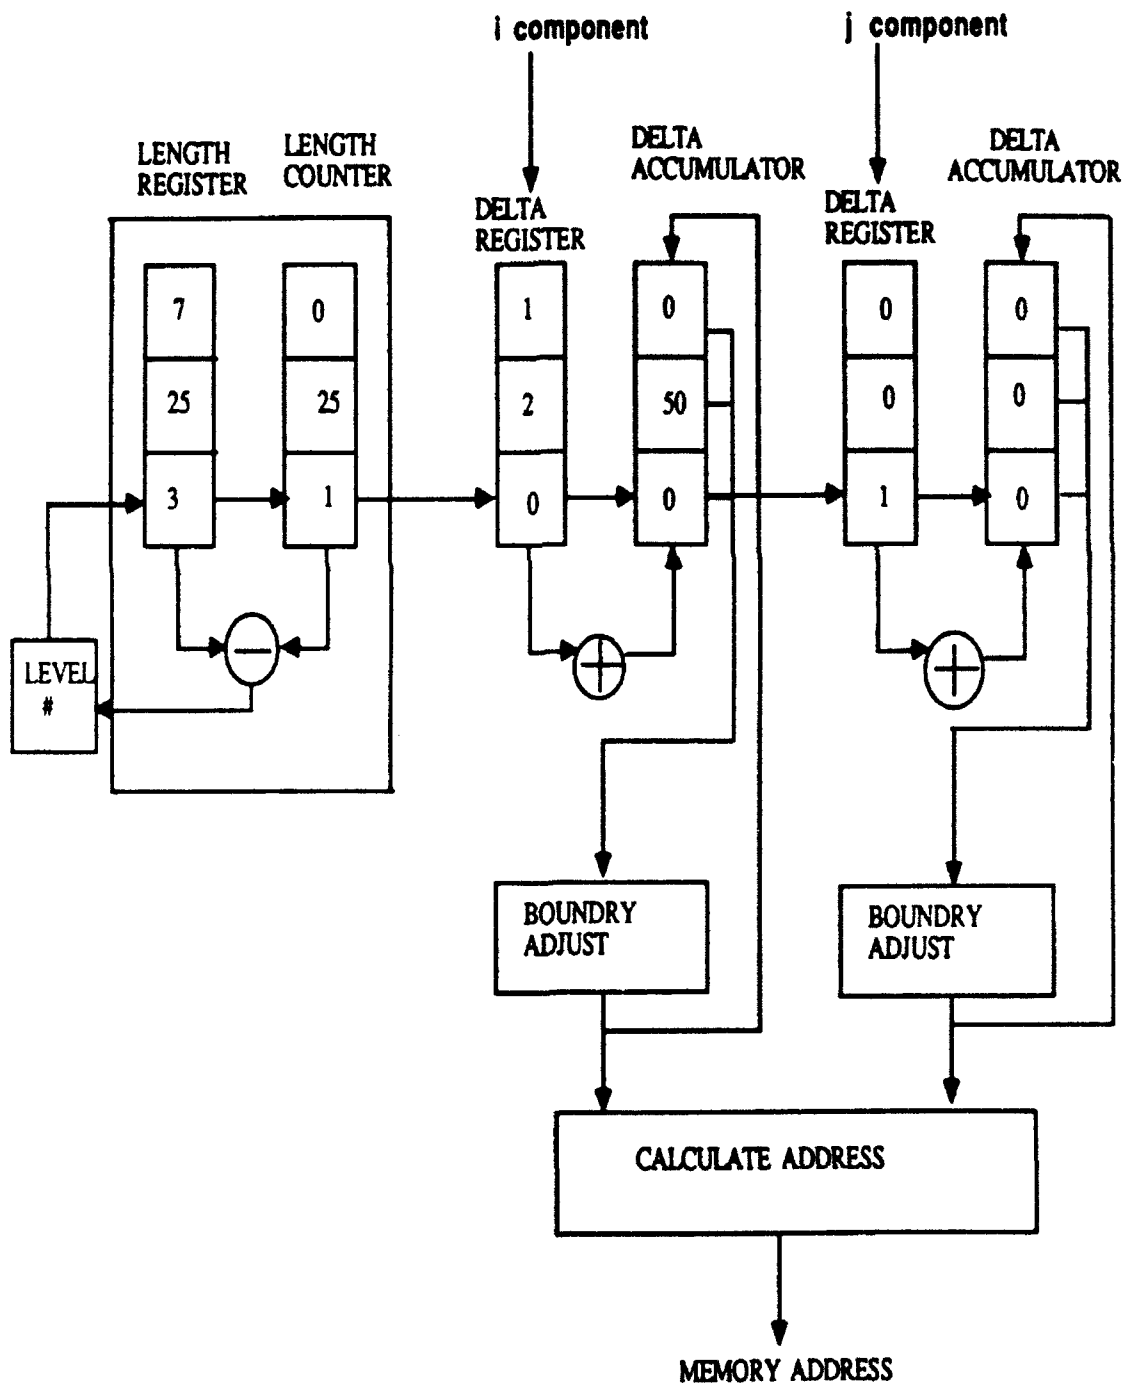 i component
j component
LENGTH
REGISTER
LENGTH
COUNTER
DELTA
REGISTER
DELTA
ACCUMULATOR
DELTA
REGISTER
DELTA
ACCUMULATOR
7
0
1
0
0
0
25
25
2
50
0
0
3
1
0
0
1
0
LEVEL
#
BOUNDRY
ADJUST
BOUNDRY
ADJUST
CALCULATE ADDRESS
MEMORY ADDRESS